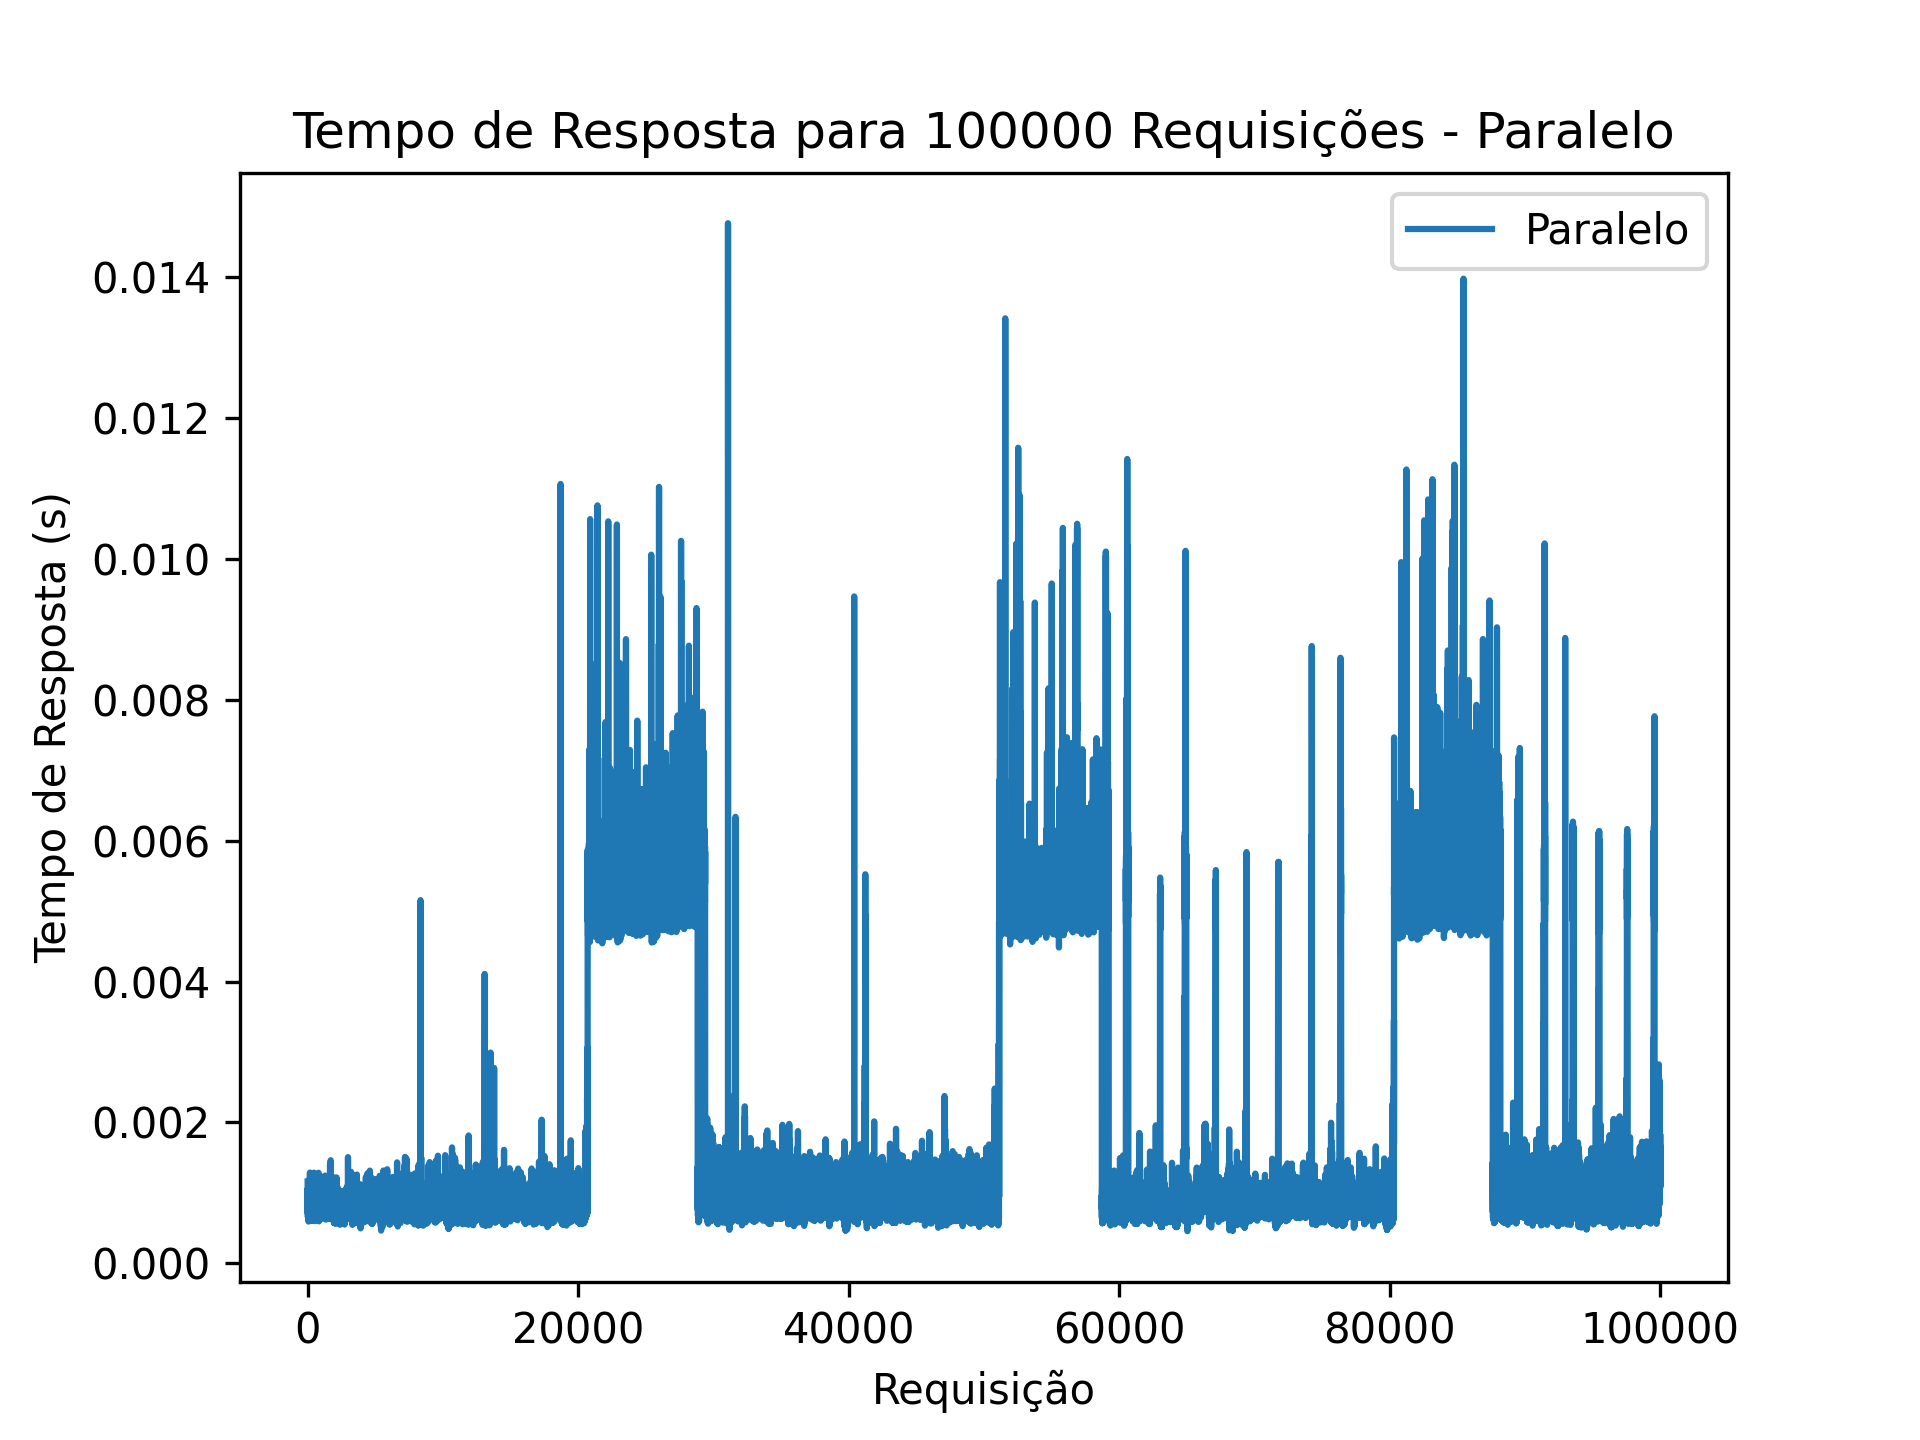 Tempo de Resposta para 100000 Requisições - Paralelo
Paralelo
0.014
0.012
0.010
0.008
0.006
0.004
0.002
0.000
Tempo de Resposta (s)
0 20000 40000 60000 80000 100000
Requisição